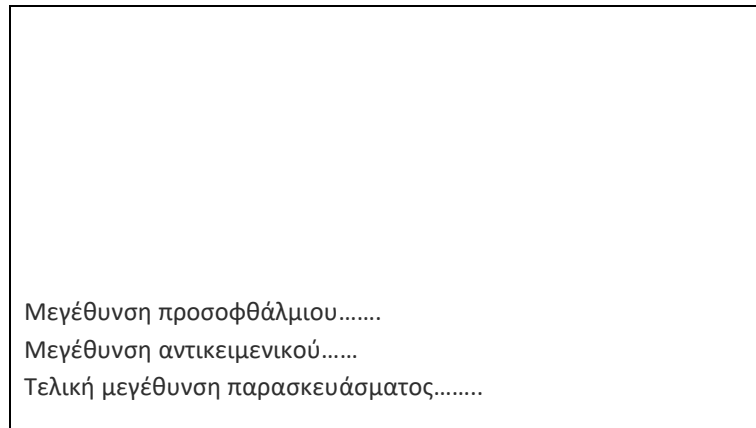 Μεγέθυνση προσοφθάλμιου.......
Μεγέθυνση αντικειμενικού......
Τελική μεγέθυνση παρασκευάσματος........